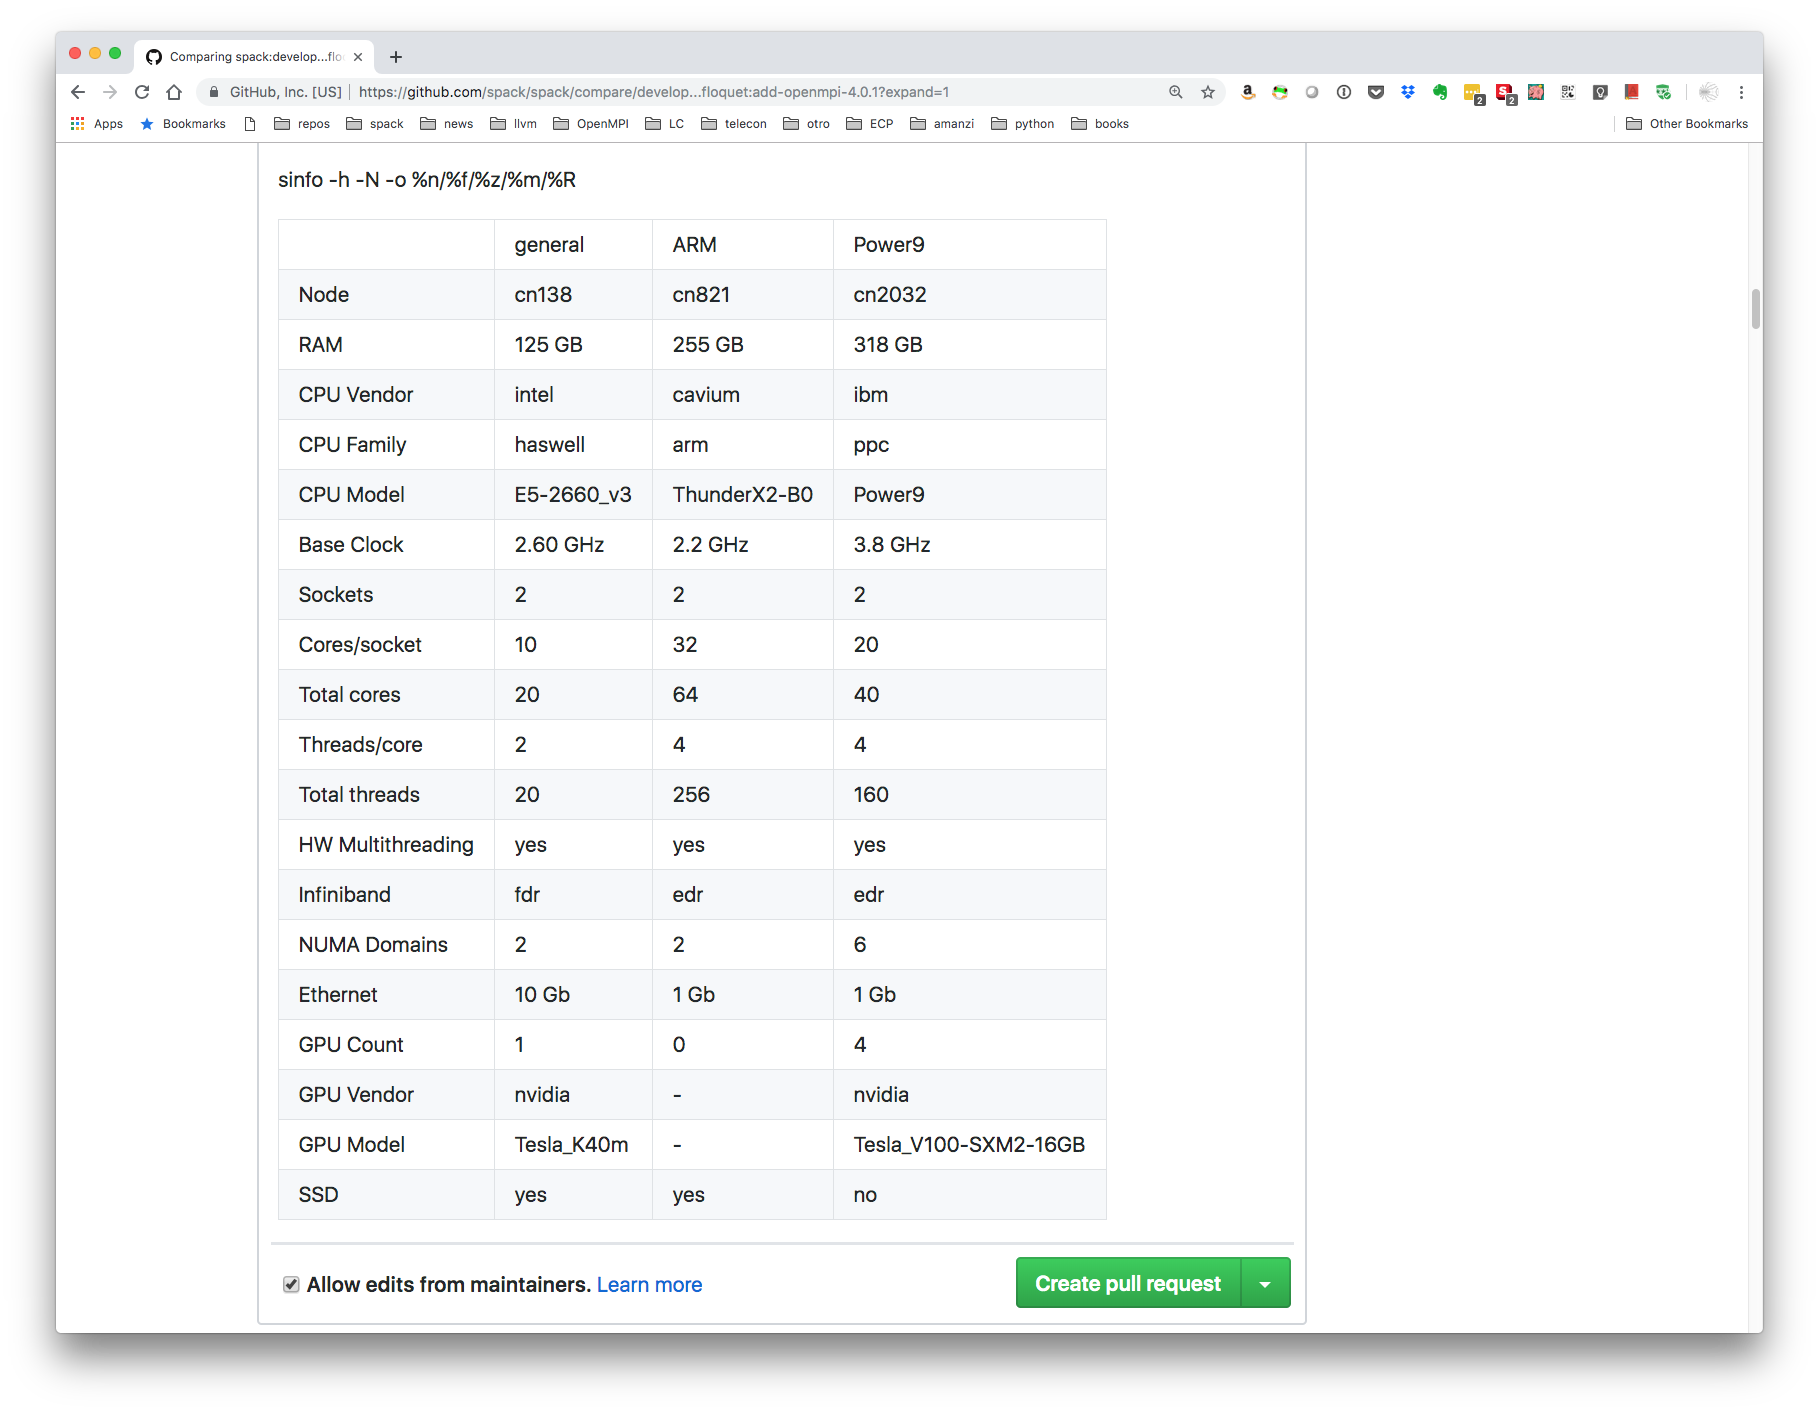 Comparing spack:develop...flo
GitHub, Inc. [US] https://github.com/spack/spack/compare/develop...floquet:add-openmpi-4.0.1?expand=1
Apps Bookmarks repos spack news llvm OpenMPI LC telecon otro ECP amanzi python books Other Bookmarks
sinfo -h -N -o %n/%f/%z/%m/%R
general ARM Power9
Node cn138 cn821 cn2032
RAM 125 GB 255 GB 318 GB
CPU Vendor intel cavium ibm
CPU Family haswell arm ppc
CPU Model E5-2660_v3 ThunderX2-B0 Power9
Base Clock 2.60 GHz 2.2 GHz 3.8 GHz
Sockets 2 2 2
Cores/socket 10 32 20
Total cores 20 64 40
Threads/core 2 4 4
Total threads 20 256 160
HW Multithreading yes yes yes
Infiniband fdr edr edr
NUMA Domains 2 2 6
Ethernet 10 Gb 1 Gb 1 Gb
GPU Count 1 0 4
GPU Vendor nvidia - nvidia
GPU Model Tesla_K40m - Tesla_V100-SXM2-16GB
SSD yes yes no
Allow edits from maintainers. Learn more
Create pull request